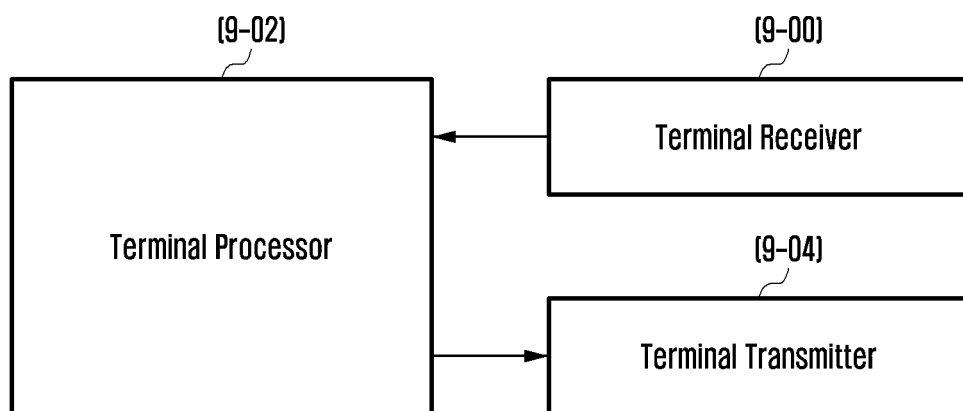 (9-02)
(9-00)
Terminal Receiver
Terminal Processor
(9-04)
Terminal Transmitter